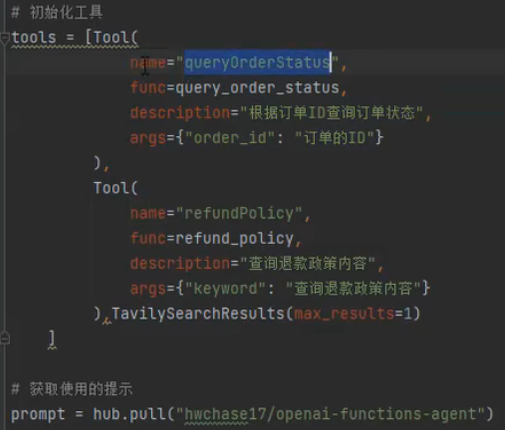 # 初始化工具
tools = [Tool(
name="queryOrderStatus",
func=query_order_status,
description="根据订单ID查询订单状态",
args={"order_id": "订单的ID"}
),
Tool(
name="refundPolicy",
func=refund_policy,
description="查询退款政策内容",
args={"keyword": "查询退款政策内容"}
),TavilySearchResults(max_results=1)
]
# 获取使用的提示
prompt = hub.pull("hwchase17/openai-functions-agent")